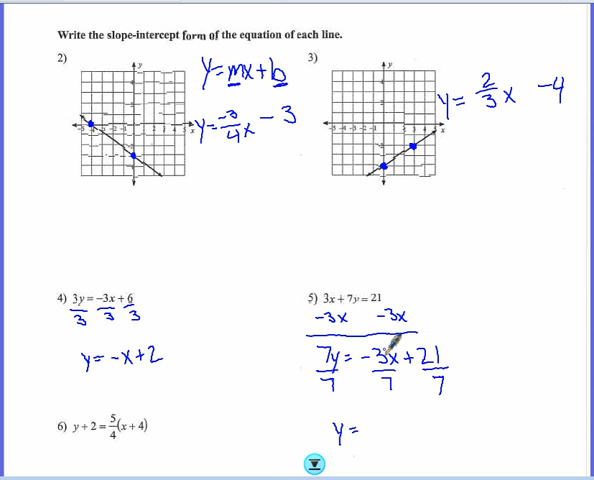 Write the slope-intercept form of the equation of each line.
2)
y = mx + b
y = -3/4 x - 3
3)
y = 2/3 x - 4
4) 3y = -3x + 6
3 3 3
y = -x + 2
5) 3x + 7y = 21
-3x -3x
7y = -3x + 21
7 7 7
y =
6) y + 2 = 5/4 (x + 4)